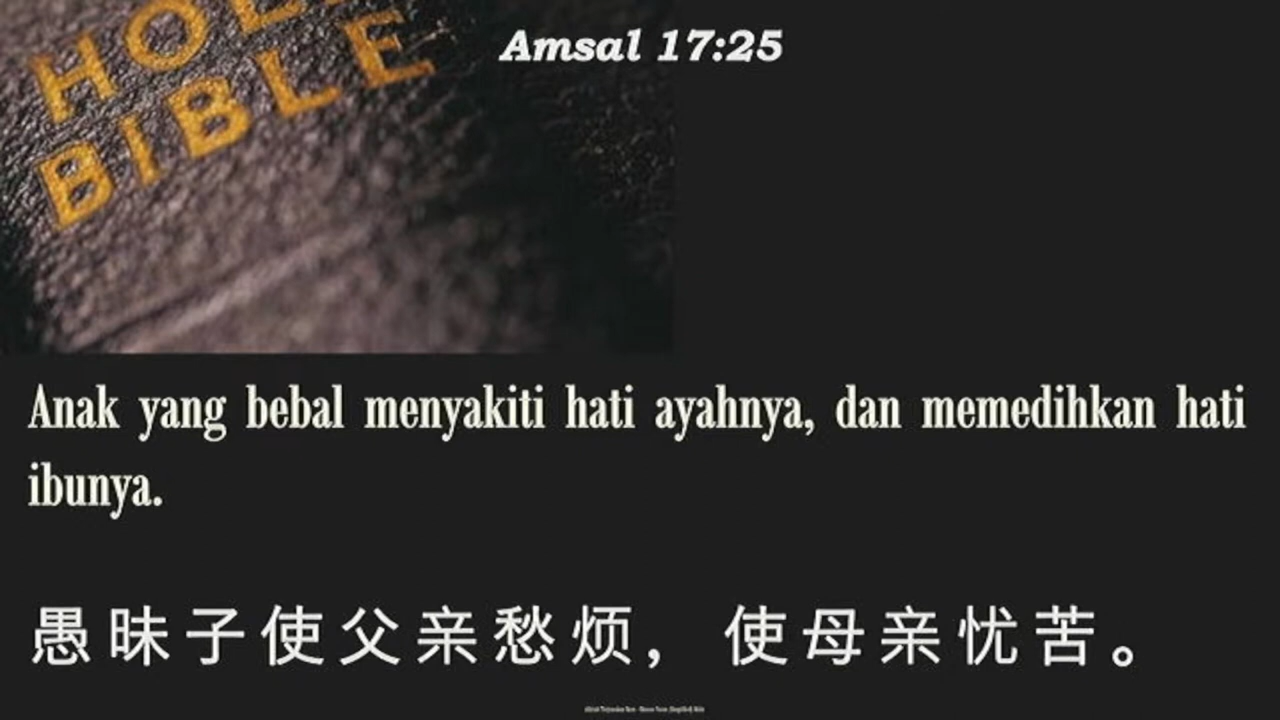 HOL
BIBLE
Amsal 17:25
Anak yang bebal menyakiti hati ayahnya, dan memedihkan hati
ibunya.
愚昧子使父亲愁烦，使母亲忧苦。